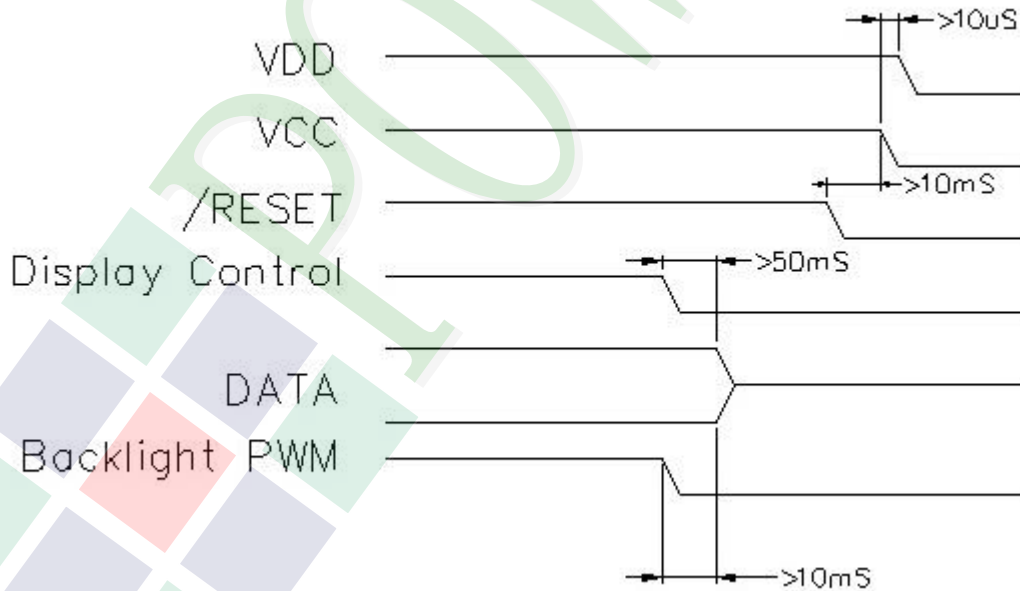 >10uS
VDD
VCC
>10mS
/RESET
>50mS
Display Control
DATA
Backlight PWM
>10mS